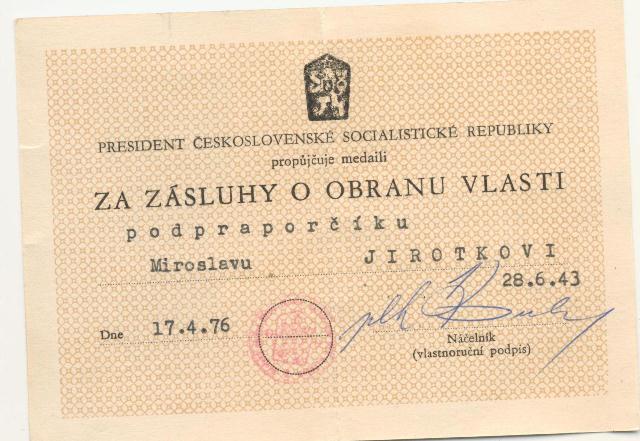 PRESIDENT ČESKOSLOVENSKÉ SOCIALISTICKÉ REPUBLIKY
propůjčuje medaili
ZA ZÁSLUHY O OBRANU VLASTI
podpraporčíku
Miroslavu JIROTKOVI
28.6.43
Dne 17.4.76
plk
Náčelník
(vlastnoruční podpis)